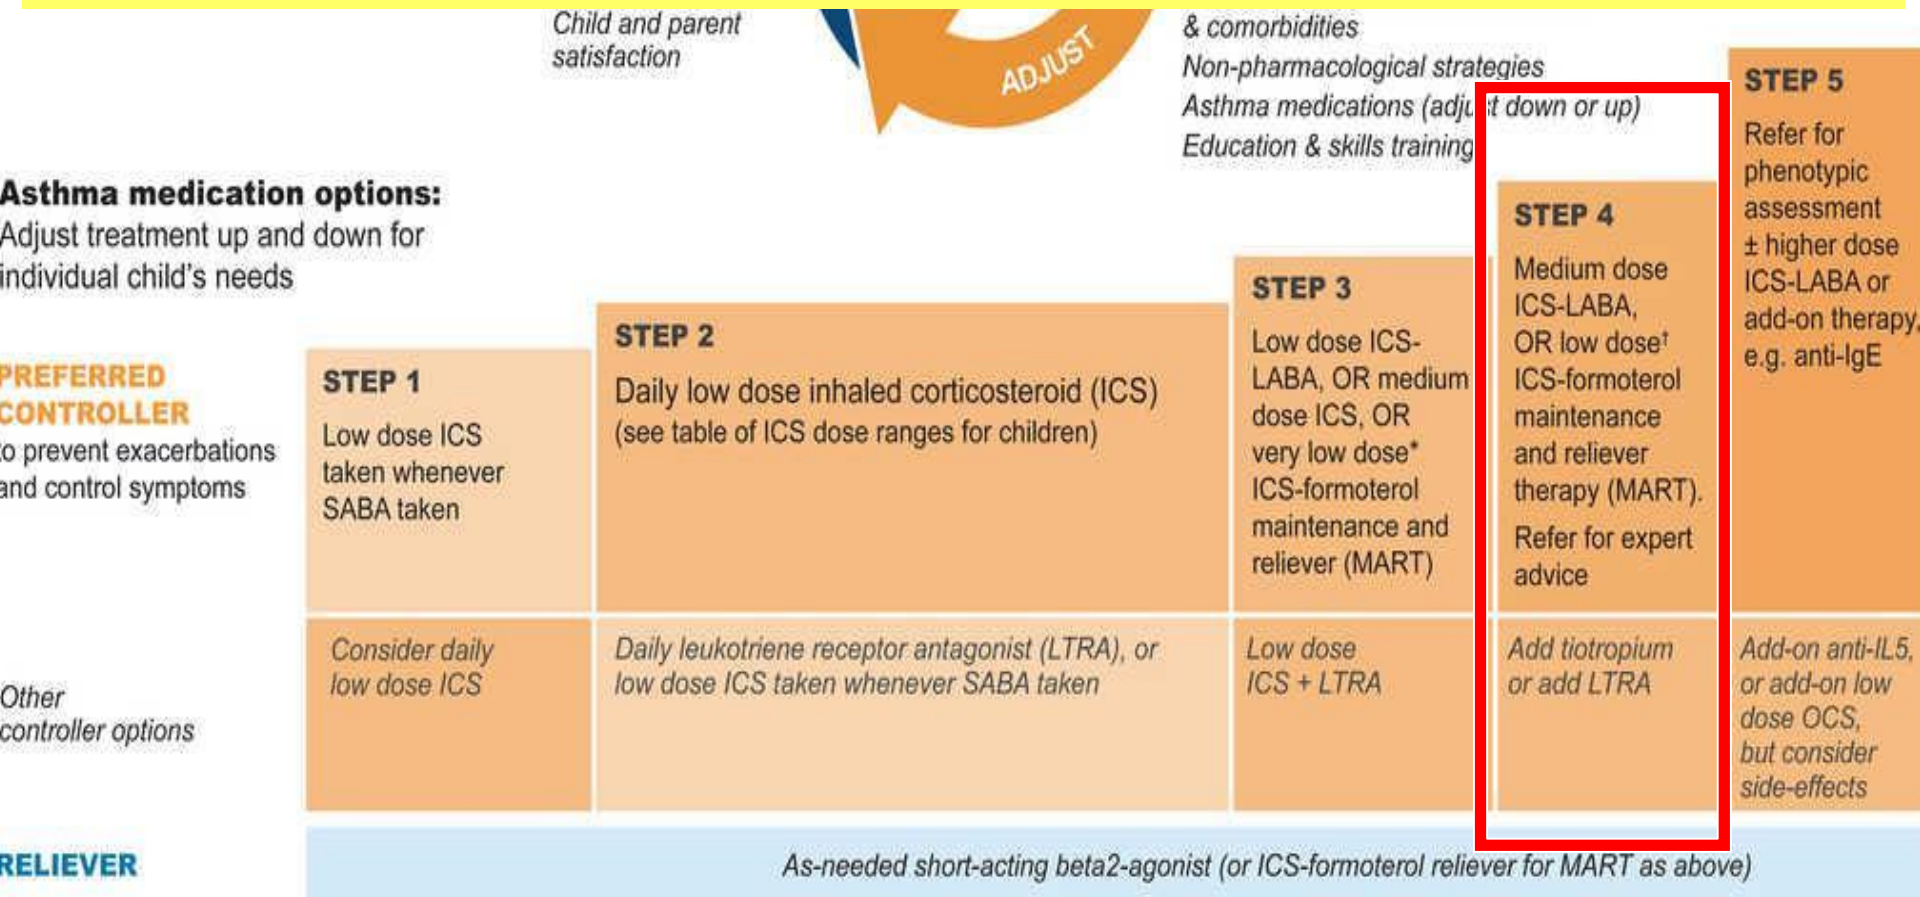 Child and parent
satisfaction
ADJUST
& comorbidities
Non-pharmacological strategies
Asthma medications (adjust down or up)
Education & skills training
Asthma medication options:
Adjust treatment up and down for
individual child's needs
PREFERRED
CONTROLLER
to prevent exacerbations
and control symptoms
STEP 1
Low dose ICS
taken whenever
SABA taken
STEP 2
Daily low dose inhaled corticosteroid (ICS)
(see table of ICS dose ranges for children)
STEP 3
Low dose ICS-
LABA, OR medium
dose ICS, OR
very low dose*
ICS-formoterol
maintenance and
reliever (MART)
STEP 4
Medium dose
ICS-LABA,
OR low dose†
ICS-formoterol
maintenance
and reliever
therapy (MART).
Refer for expert
advice
STEP 5
Refer for
phenotypic
assessment
± higher dose
ICS-LABA or
add-on therapy,
e.g. anti-IgE
Other
controller options
Consider daily
low dose ICS
Daily leukotriene receptor antagonist (LTRA), or
low dose ICS taken whenever SABA taken
Low dose
ICS + LTRA
Add tiotropium
or add LTRA
Add-on anti-IL5,
or add-on low
dose OCS,
but consider
side-effects
RELIEVER
As-needed short-acting beta2-agonist (or ICS-formoterol reliever for MART as above)